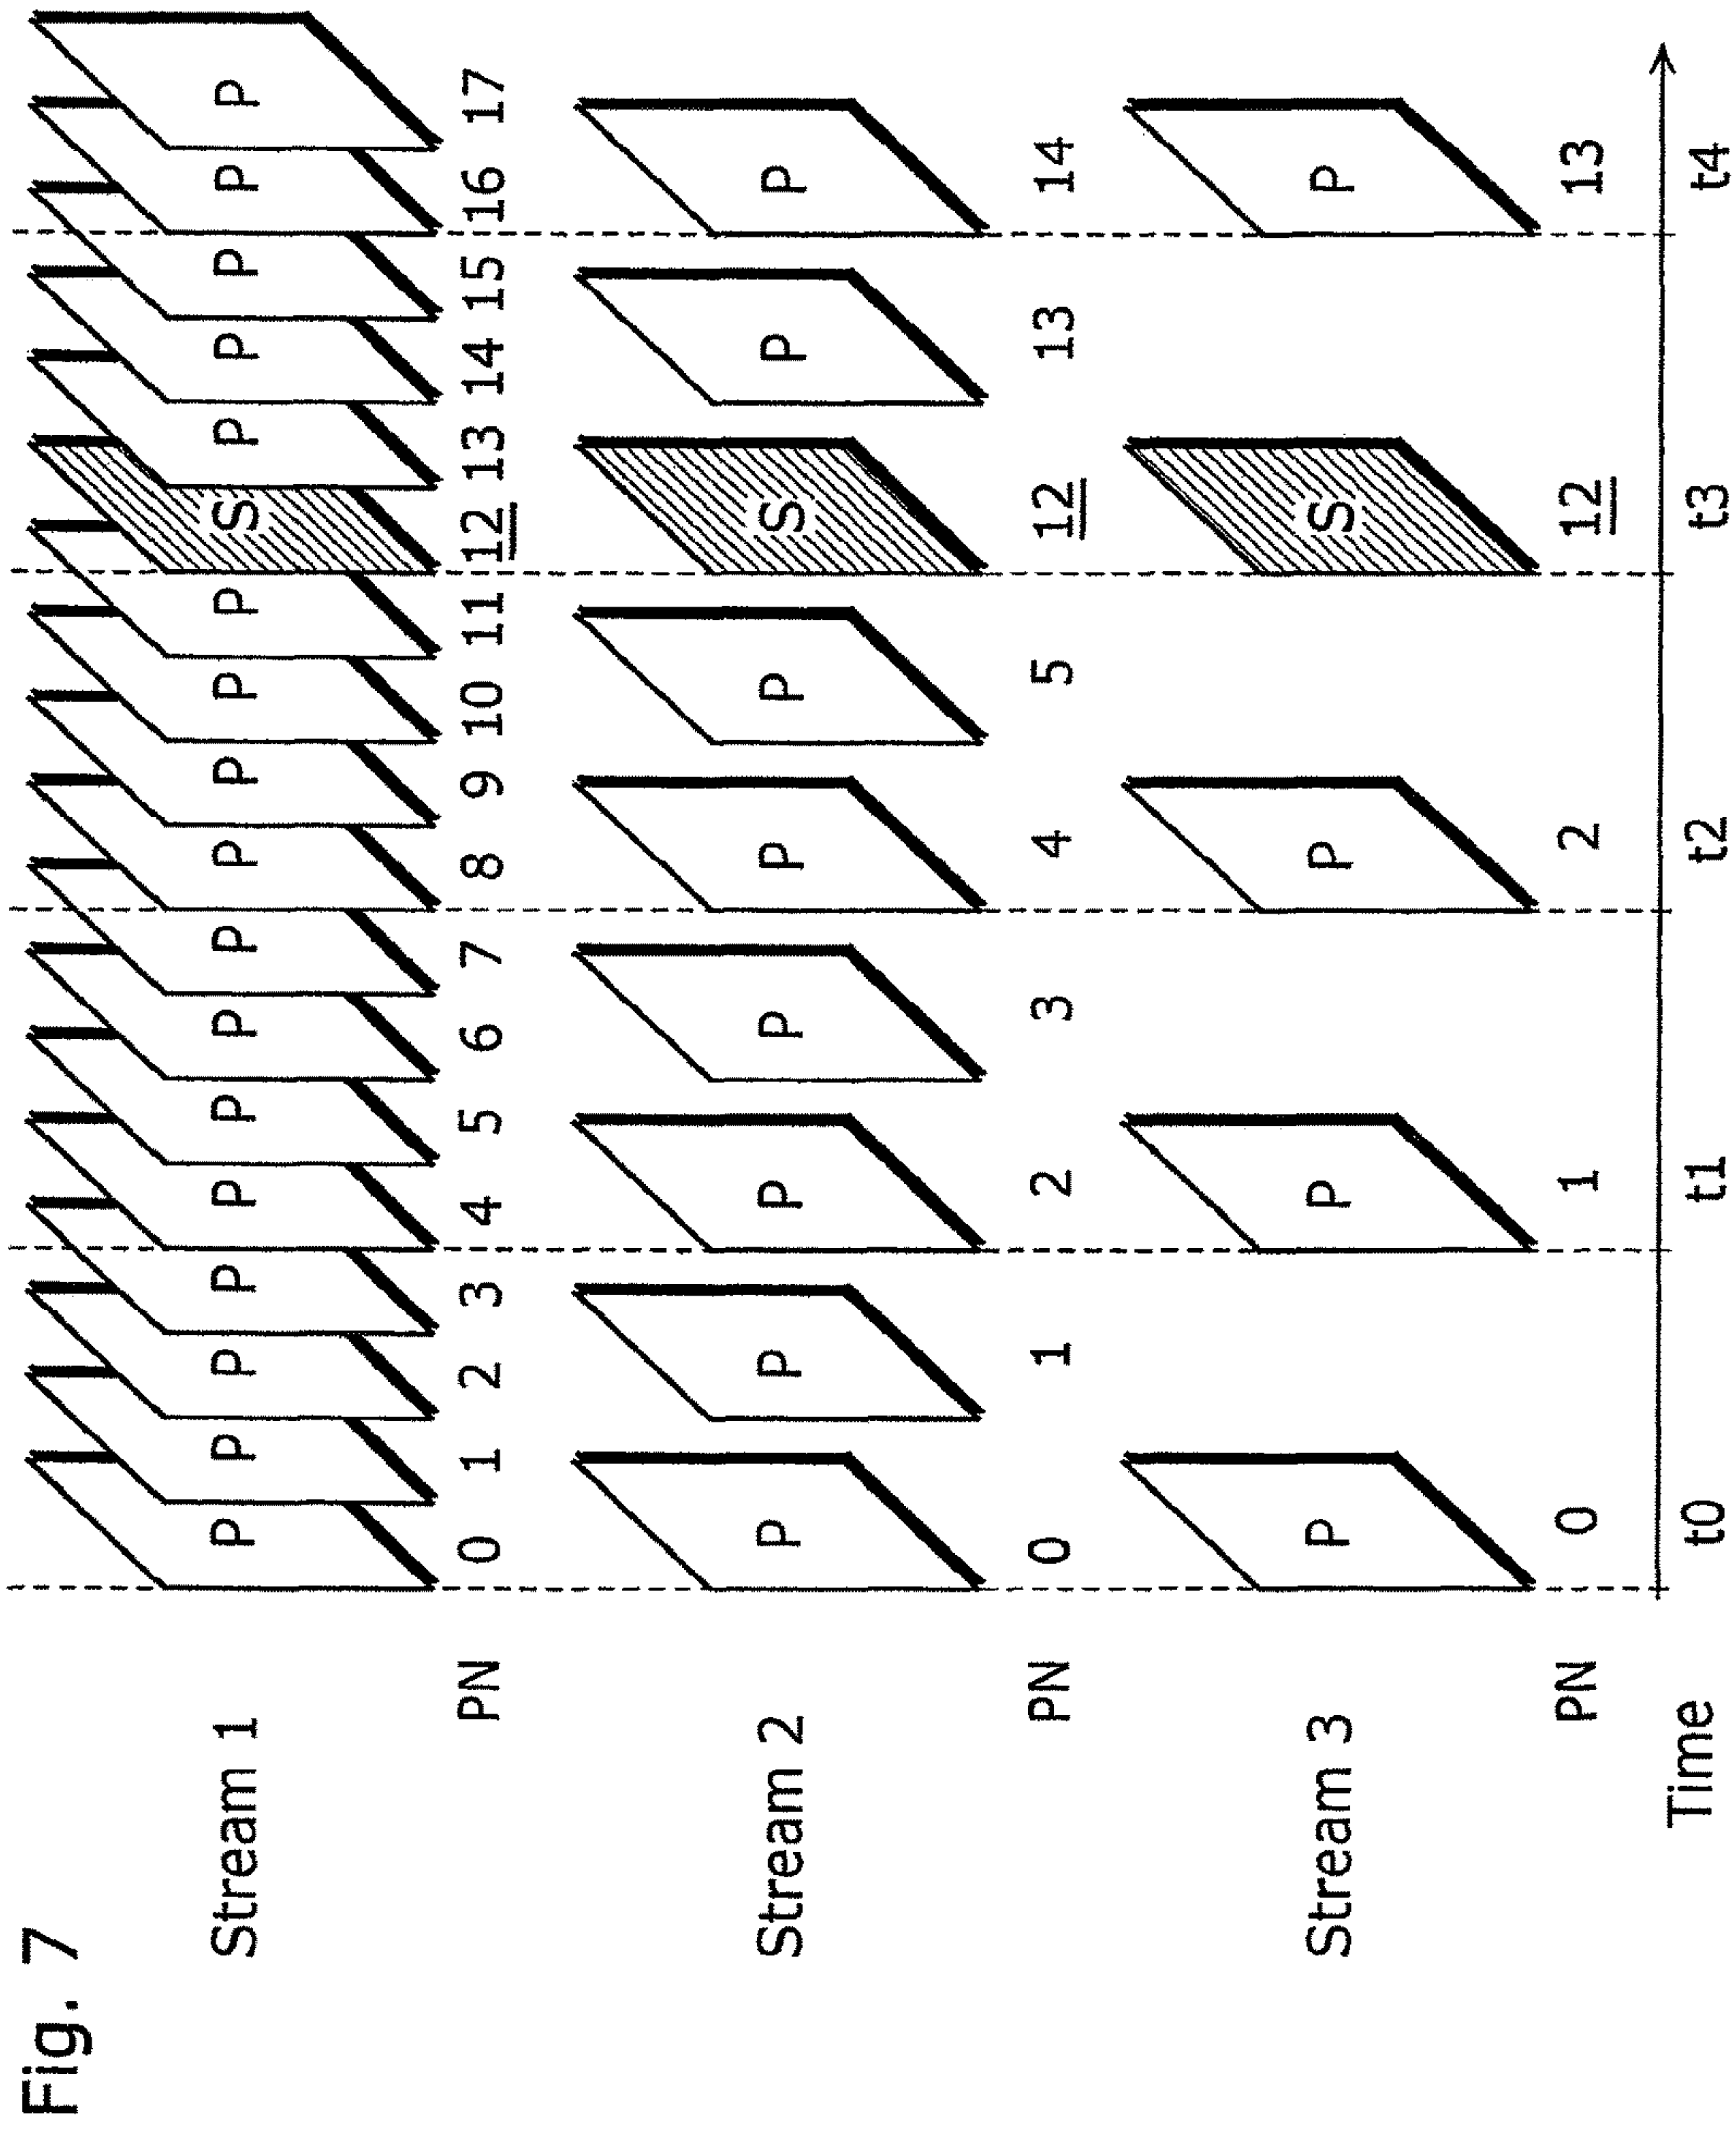 Fig. 7
Stream 1
P P P P P P P P P P P P S P P P P P
PN 0 1 2 3 4 5 6 7 8 9 10 11 12 13 14 15 16 17
Stream 2
P P P P P P S P P
PN 0 1 2 3 4 5 12 13 14
Stream 3
P P P S P
PN 0 1 2 12 13
Time t0 t1 t2 t3 t4